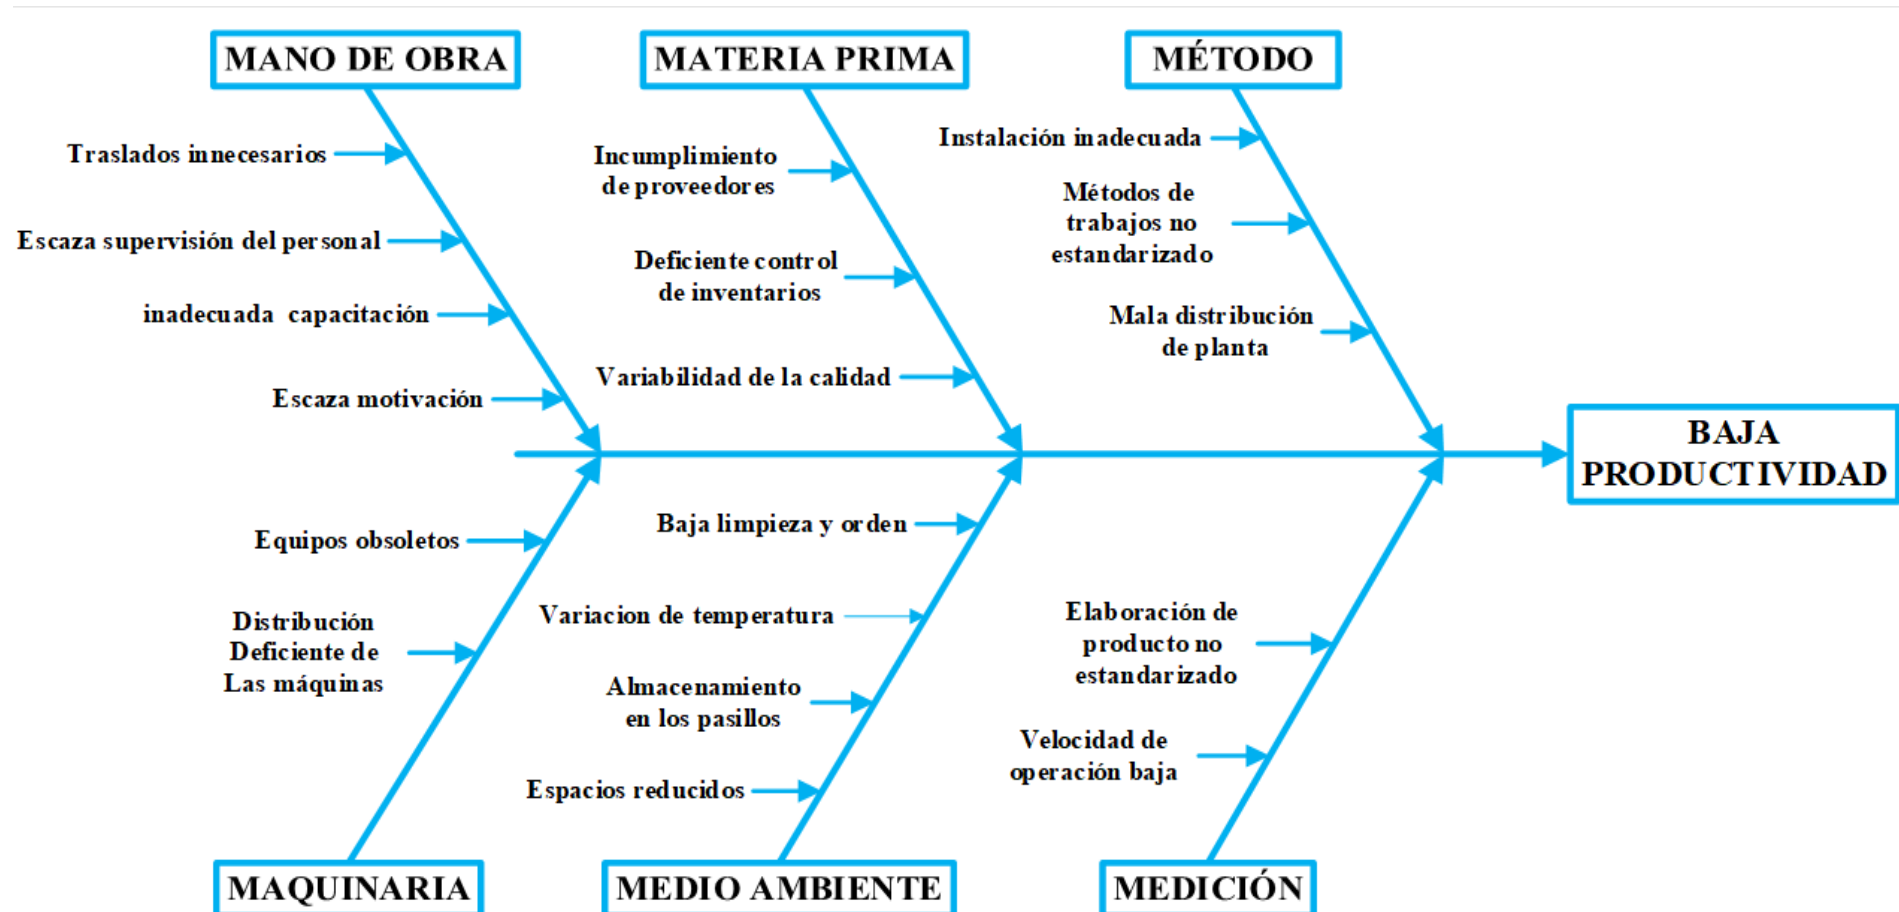 MANO DE OBRA
MATERIA PRIMA
MÉTODO
Traslados innecesarios
Escaza supervisión del personal
inadecuada capacitación
Escaza motivación
Incumplimiento
de proveedores
Deficiente control
de inventarios
Variabilidad de la calidad
Instalación inadecuada
Métodos de
trabajos no
estandarizado
Mala distribución
de planta
BAJA
PRODUCTIVIDAD
Equipos obsoletos
Distribución
Deficiente de
Las máquinas
Baja limpieza y orden
Variacion de temperatura
Almacenamiento
en los pasillos
Espacios reducidos
Elaboración de
producto no
estandarizado
Velocidad de
operación baja
MAQUINARIA
MEDIO AMBIENTE
MEDICIÓN